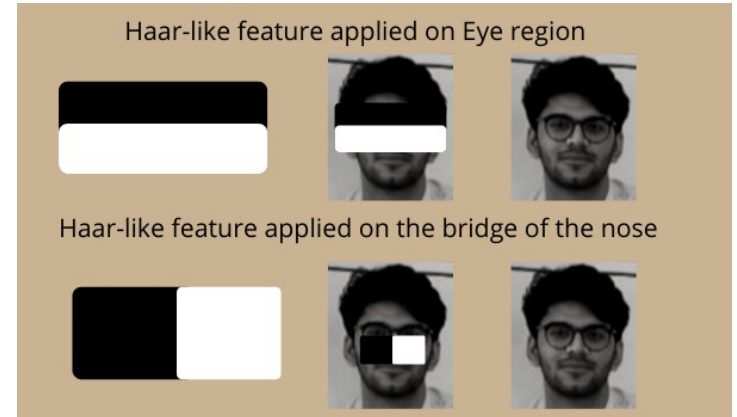 Haar-like feature applied on Eye region
Haar-like feature applied on the bridge of the nose